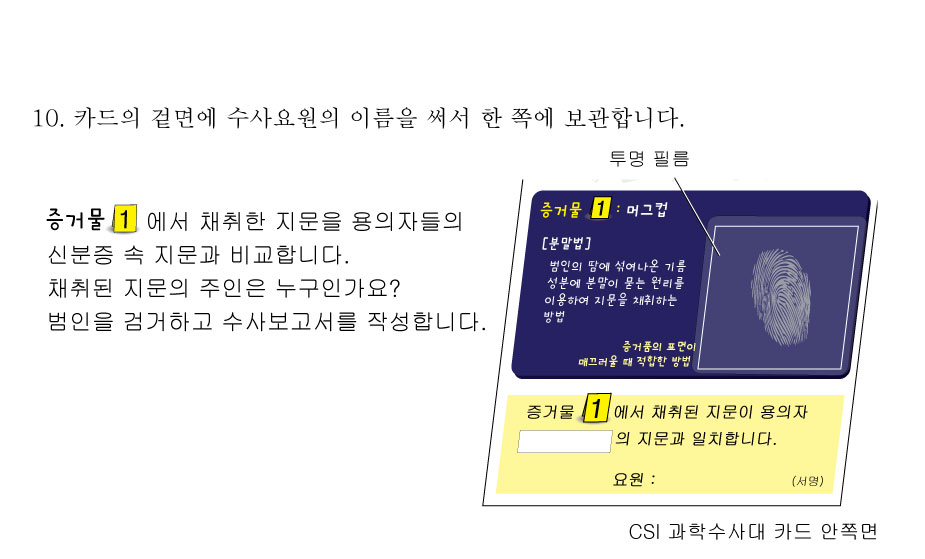 10. 카드의 겉면에 수사요원의 이름을 써서 한 쪽에 보관합니다.
투명 필름
증거물 1 에서 채취한 지문을 용의자들의
신분증 속 지문과 비교합니다.
채취된 지문의 주인은 누구인가요?
범인을 검거하고 수사보고서를 작성합니다.
증거물 1 : 머그컵
[분말법]
범인의 땀에 섞여나온 기름
성분에 분말이 묻는 원리를
이용하여 지문을 채취하는
방법
증거품의 표면이
매끄러울 때 적합한 방법
증거물 1 에서 채취된 지문이 용의자
의 지문과 일치합니다.
요원 : (서명)
CSI 과학수사대 카드 안쪽면